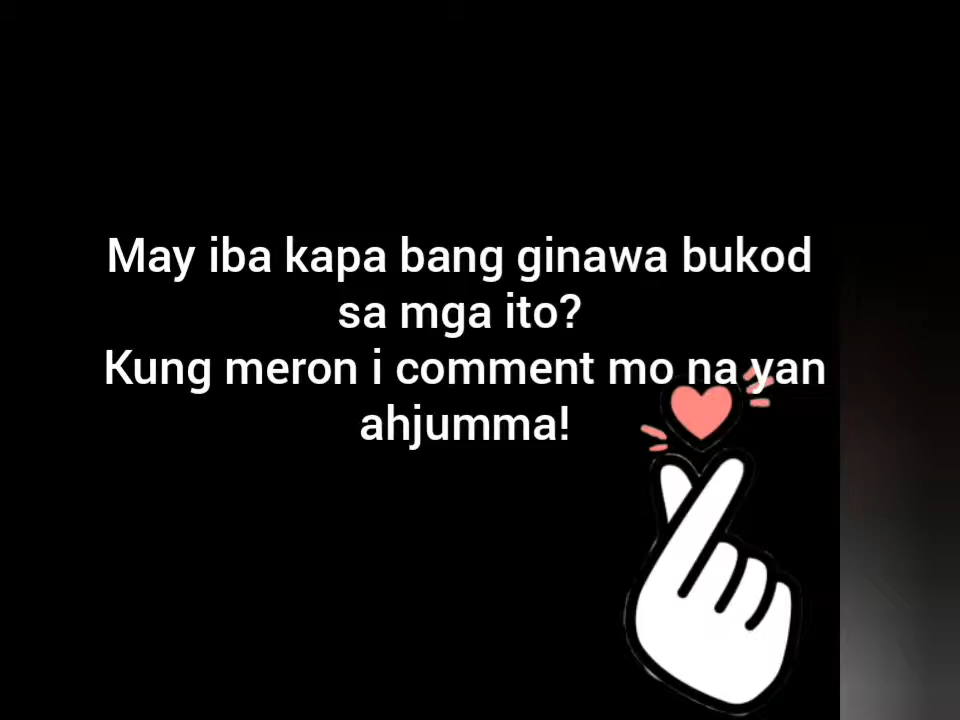 May iba kapa bang ginawa bukod
sa mga ito?
Kung meron i comment mo na yan
ahjumma!